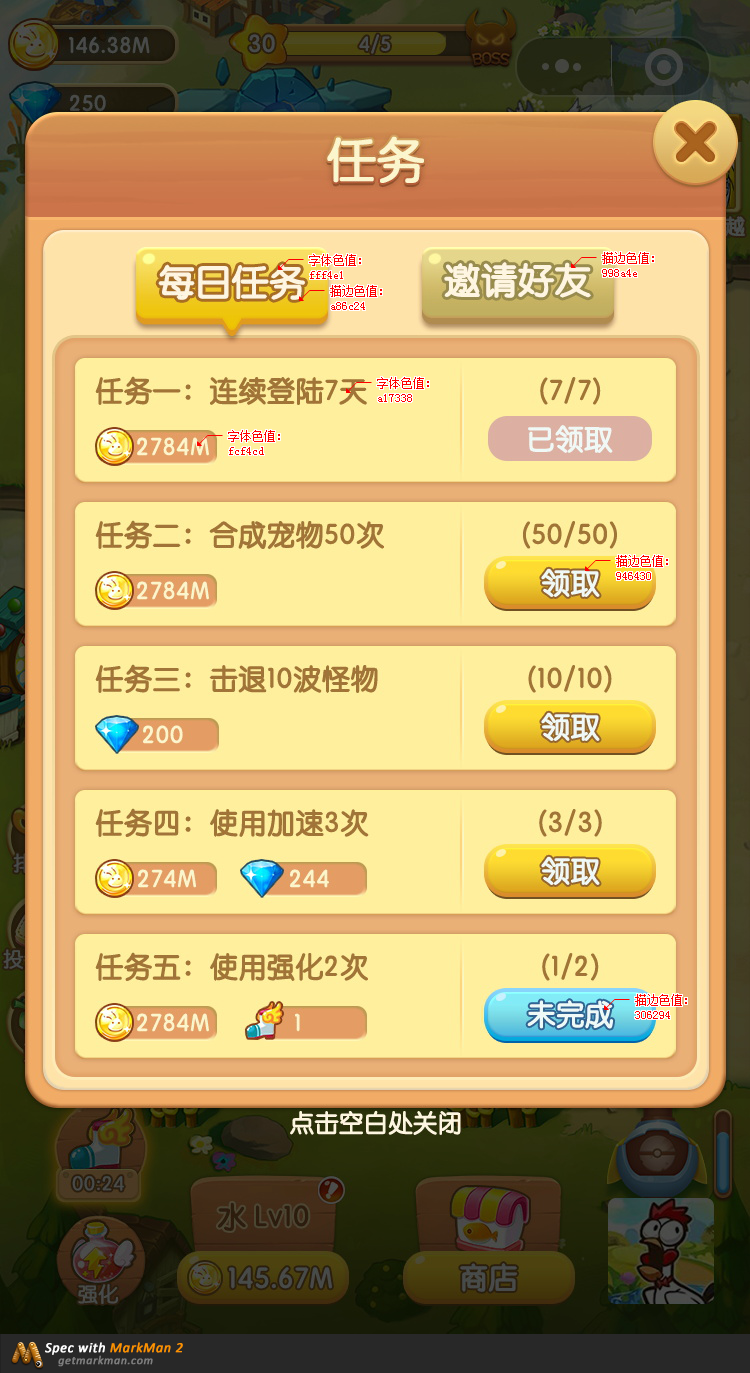 146.38M
30
4/5
BOSS
250
任务
越
每日任务
字体色值:
fff4e1
描边色值:
a86c24
邀请好友
描边色值:
998a4e
任务一：连续登陆7天
字体色值:
a17338
(7/7)
2784M
字体色值:
fcf4cd
已领取
任务二：合成宠物50次
(50/50)
2784M
领取
描边色值:
946430
任务三：击退10波怪物
(10/10)
200
领取
任务四：使用加速3次
(3/3)
274M
244
领取
任务五：使用强化2次
(1/2)
2784M
1
未完成
描边色值:
306294
投
点击空白处关闭
00:24
水 Lv10
145.67M
商店
强化
Spec with MarkMan 2
getmarkman.com